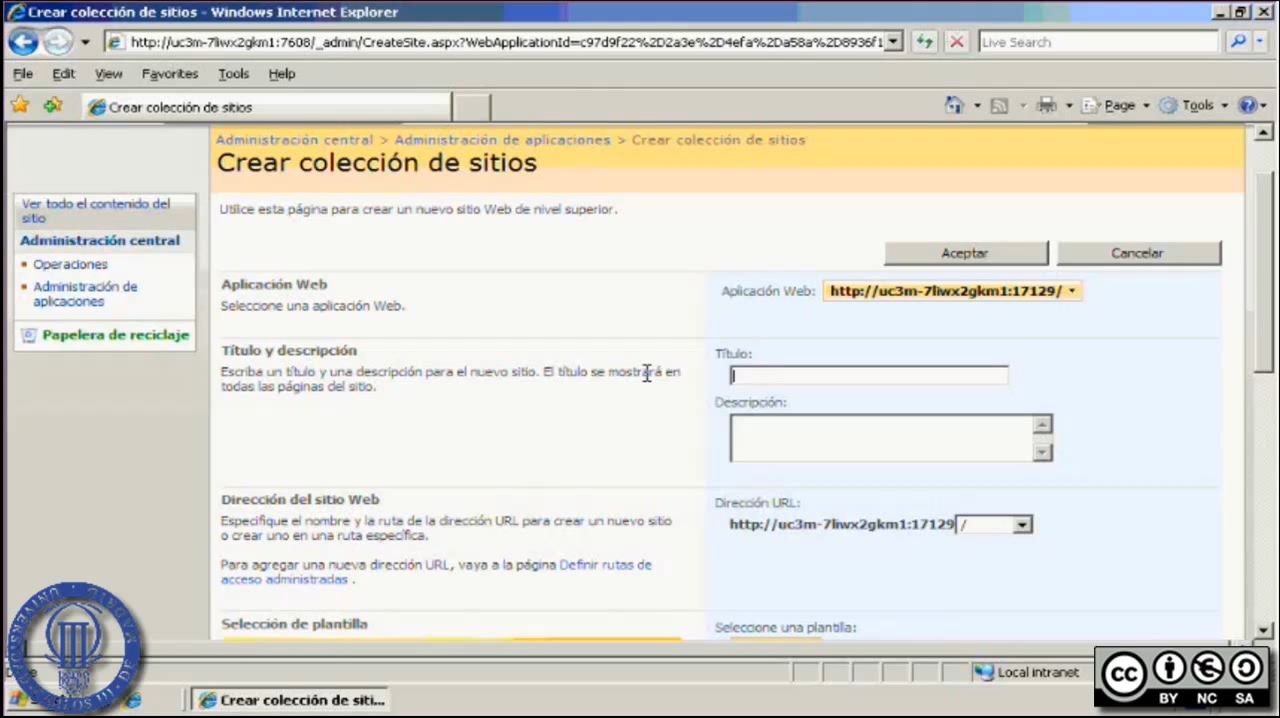 Crear colección de sitios - Windows Internet Explorer
http://uc3m-7liwx2gkm1:7608/_admin/CreateSite.aspx?WebApplicationId=c97d9f22%2D2a3e%2D4efa%2Da58a%2D8936f1
Live Search
File Edit View Favorites Tools Help
Crear colección de sitios
Page Tools
Administración central > Administración de aplicaciones > Crear colección de sitios
Crear colección de sitios
Ver todo el contenido del
sitio
Administración central
Operaciones
Administración de
aplicaciones
Papelera de reciclaje
Utilice esta página para crear un nuevo sitio Web de nivel superior.
Aceptar Cancelar
Aplicación Web
Seleccione una aplicación Web.
Aplicación Web: http://uc3m-7liwx2gkm1:17129/
Título y descripción
Escriba un título y una descripción para el nuevo sitio. El título se mostrará en
todas las páginas del sitio.
Título:
Descripción:
Dirección del sitio Web
Especifique el nombre y la ruta de la dirección URL para crear un nuevo sitio
o crear uno en una ruta específica.
Para agregar una nueva dirección URL, vaya a la página Definir rutas de
acceso administradas .
Dirección URL:
http://uc3m-7liwx2gkm1:17129 /
Selección de plantilla
Seleccione una plantilla:
Local intranet
Crear colección de siti...
CC BY NC SA